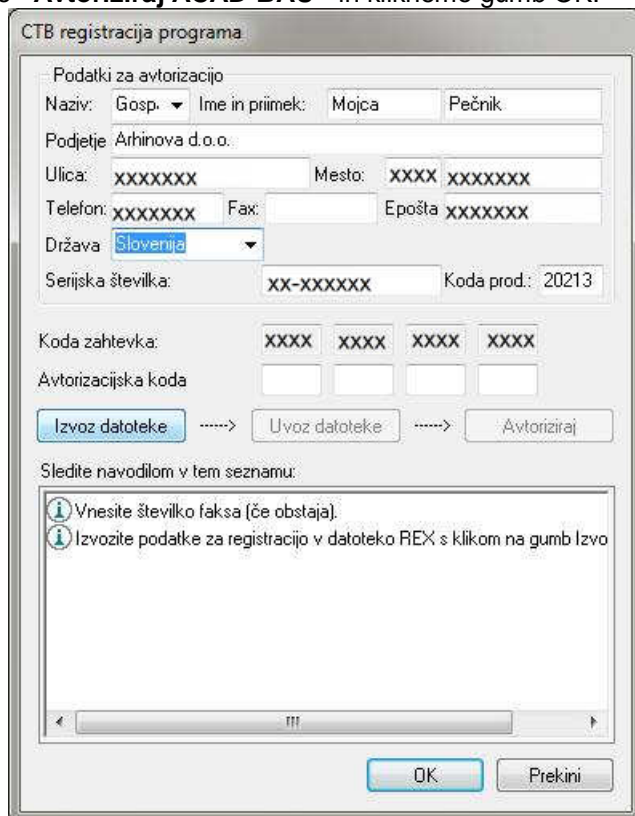 "Avtoriziraj ACAD-BAU" in kliknemo gumb OK.
CTB registracija programa
Podatki za avtorizacijo
Naziv: Gosp. Ime in priimek: Mojca Pečnik
Podjetje Arhinova d.o.o.
Ulica: xxxxxxx Mesto: xxxx xxxxxxx
Telefon: xxxxxxx Fax: Epošta xxxxxxx
Država Slovenija
Serijska številka: xx-xxxxxx Koda prod.: 20213
Koda zahtevka: xxxx xxxx xxxx xxxx
Avtorizacijska koda
Izvoz datoteke -----> Uvoz datoteke -----> Avtoriziraj
Sledite navodilom v tem seznamu:
Vnesite številko faksa (če obstaja).
Izvozite podatke za registracijo v datoteko REX s klikom na gumb Izvo
OK Prekini